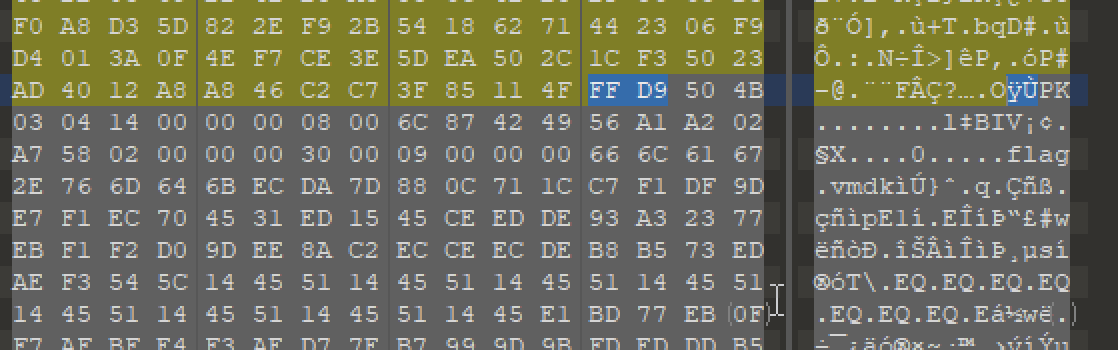 F0 A8 D3 5D 82 2E F9 2B 54 18 62 71 44 23 06 F9 ð¨Ó].ù+T.bqD#.ù
D4 01 3A 0F 4E F7 CE 3E 5D EA 50 2C 1C F3 50 23 Ô.:.N÷Î>]êP,.óP#
AD 40 12 A8 A8 46 C2 C7 3F 85 11 4F FF D9 50 4B -@.¨¨FÂÇ?….OÿÙPK
03 04 14 00 00 00 08 00 6C 87 42 49 56 A1 A2 02 ........l‡BIV¡¢.
A7 58 02 00 00 00 30 00 09 00 00 00 66 6C 61 67 §X....0.....flag
2E 76 6D 64 6B EC DA 7D 88 0C 71 1C C7 F1 DF 9D .vmdkìÚ}ˆ.q.Çñß.
E7 F1 EC 70 45 31 ED 15 45 CE ED DE 93 A3 23 77 çñìpE1í.EÎíÞ“£#w
EB F1 F2 D0 9D EE 8A C2 EC CE EC DE B8 B5 73 ED ëñòÐ.îŠÂìÎìÞ¸µsí
AE F3 54 5C 14 45 51 14 45 51 14 45 51 14 45 51 ®óT\.EQ.EQ.EQ.EQ
14 45 51 14 45 51 14 45 51 14 45 E1 BD 77 EB 0F .EQ.EQ.EQ.Eá½wë.